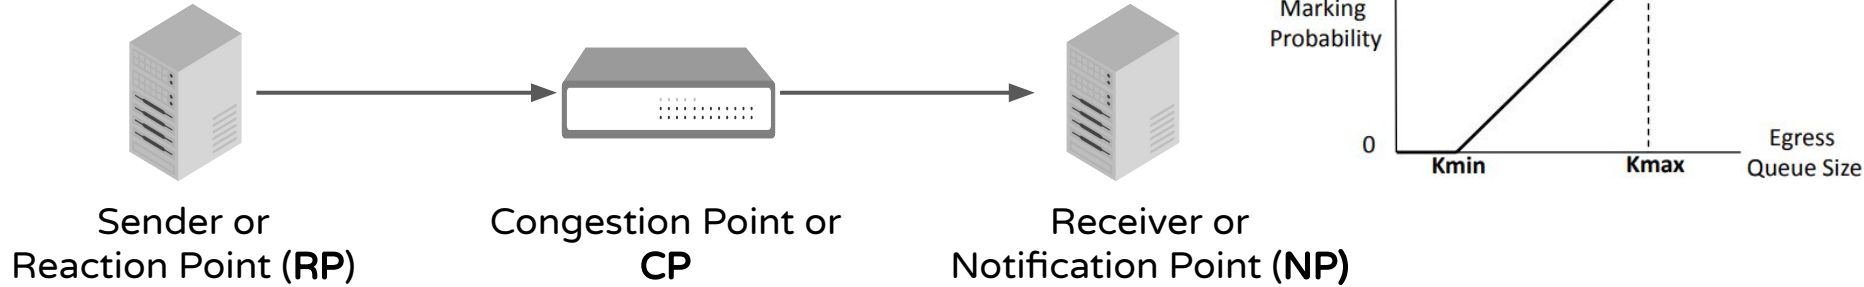 Marking
Probability
0
Kmin
Kmax
Egress
Queue Size
Sender or
Reaction Point (RP)
Congestion Point or
CP
Receiver or
Notification Point (NP)